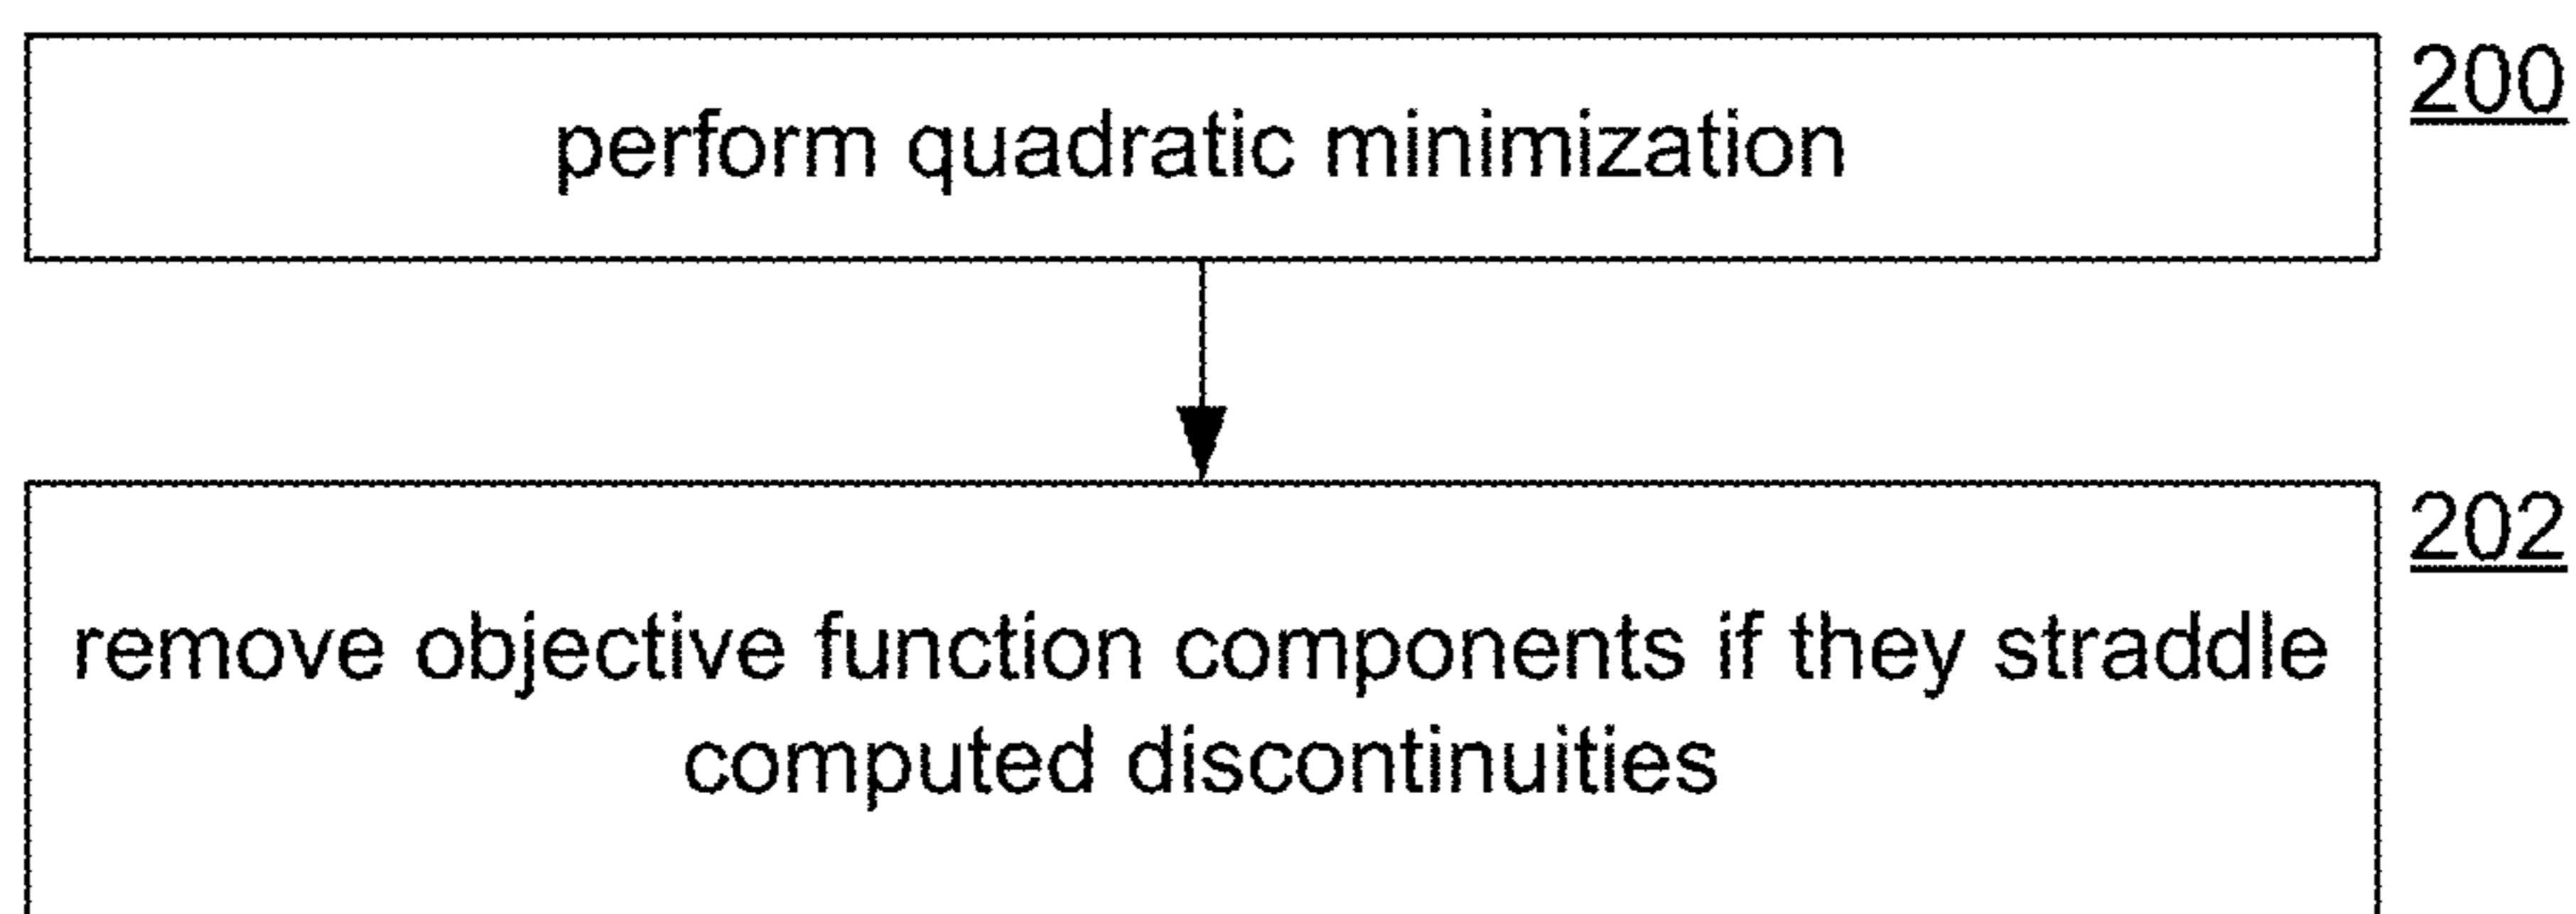 200
perform quadratic minimization
202
remove objective function components if they straddle
computed discontinuities